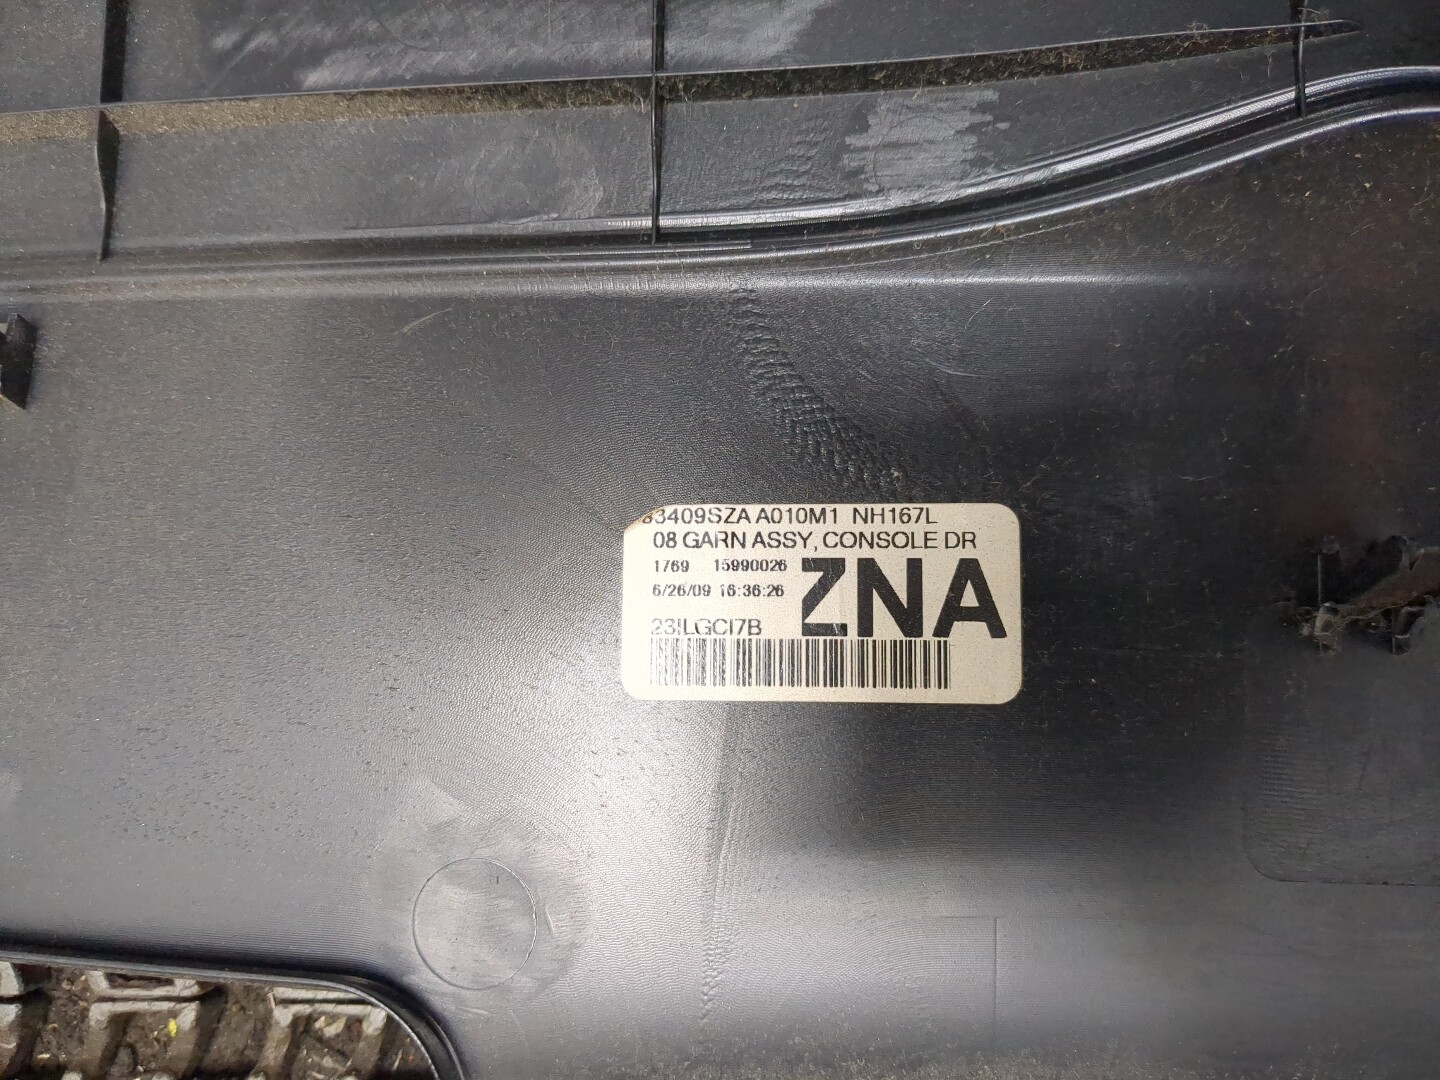 83409SZA A010M1 NH167L
08 GARN ASSY, CONSOLE DR
1769 15990026
6/26/09 16:36:26
ZNA
23ILGCI7B